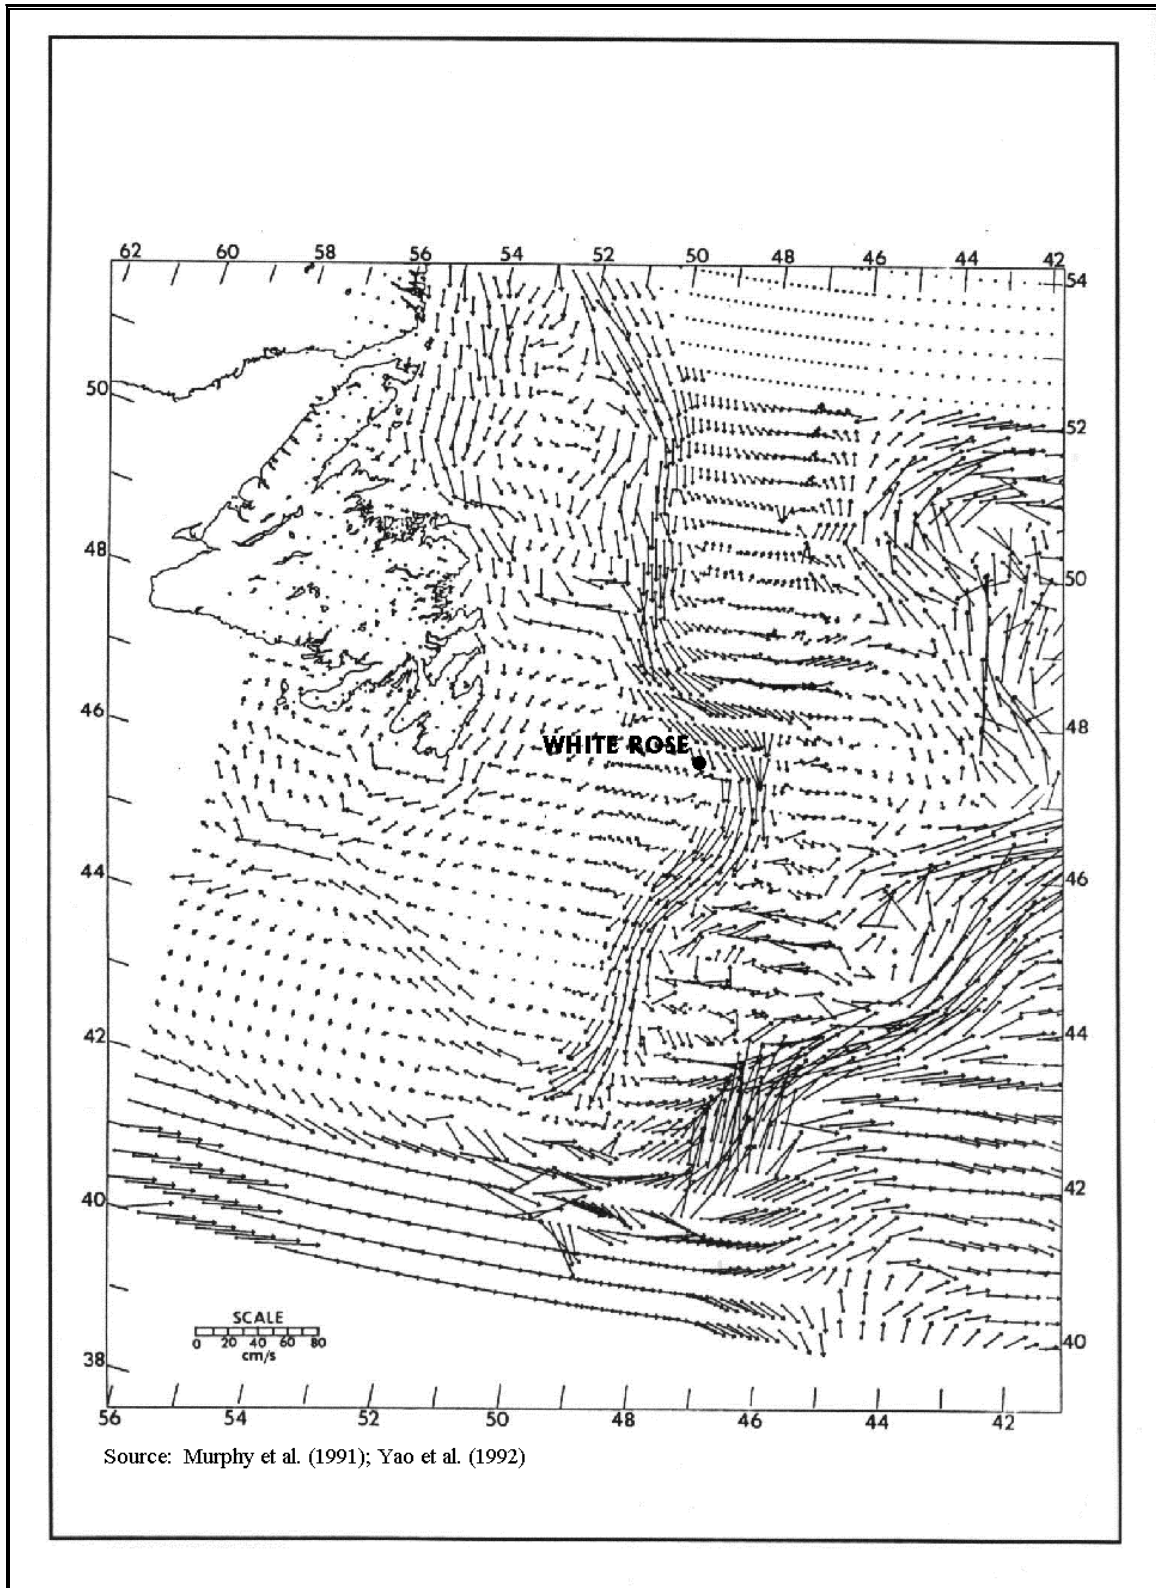 62 60 58 56 54 52 50 48 46 44 42
54
50
52
48
50
46
48
WHITE ROSE
44
46
42
44
40
42
SCALE
0 20 40 60 80
cm/s
40
38
56 54 52 50 48 46 44 42
Source: Murphy et al. (1991); Yao et al. (1992)